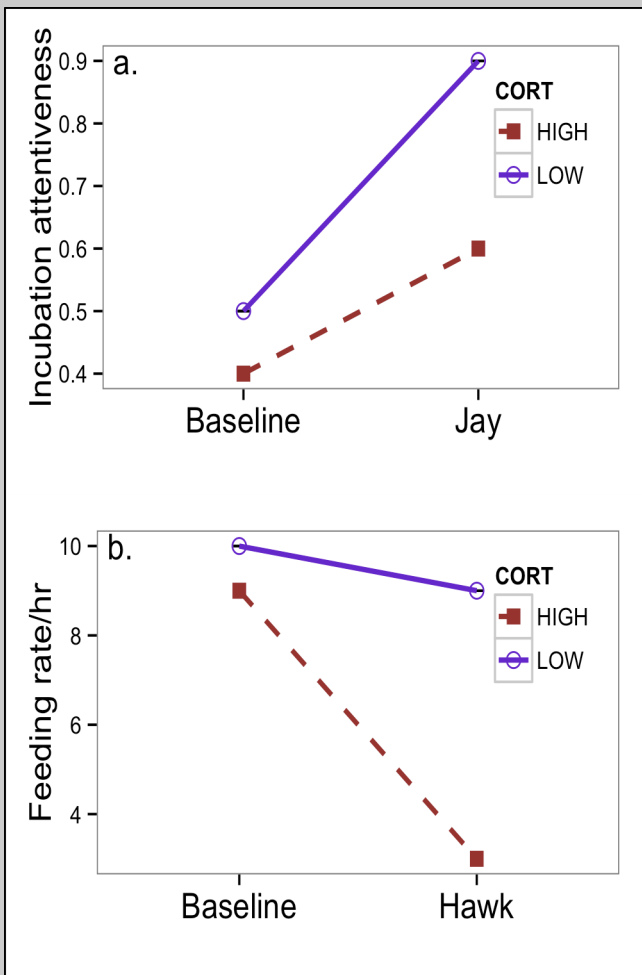 a.
Incubation attentiveness
0.9
0.8
0.7
0.6
0.5
0.4
CORT
HIGH
LOW
Baseline
Jay
b.
Feeding rate/hr
10
8
6
4
CORT
HIGH
LOW
Baseline
Hawk